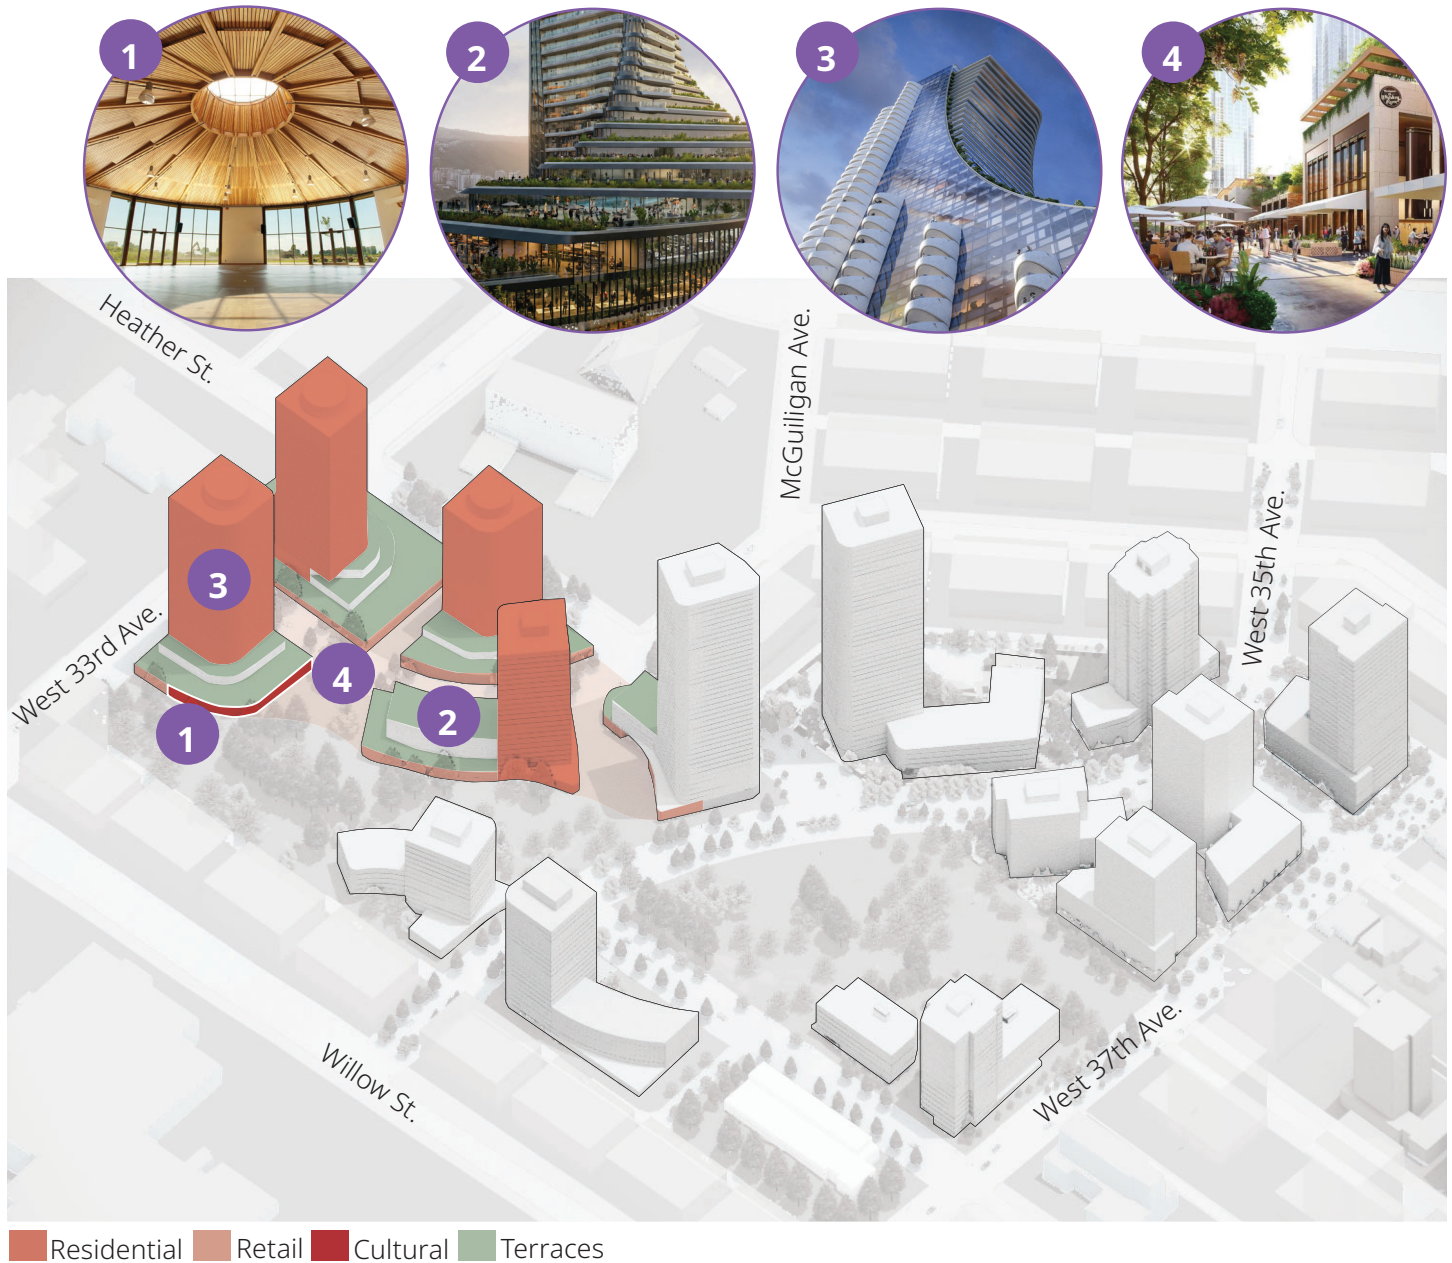 1
2
3
4
Heather St.
McGuiligan Ave.
West 35th Ave.
West 33rd Ave.
3
4
2
1
Willow St.
West 37th Ave.
Residential
Retail
Cultural
Terraces